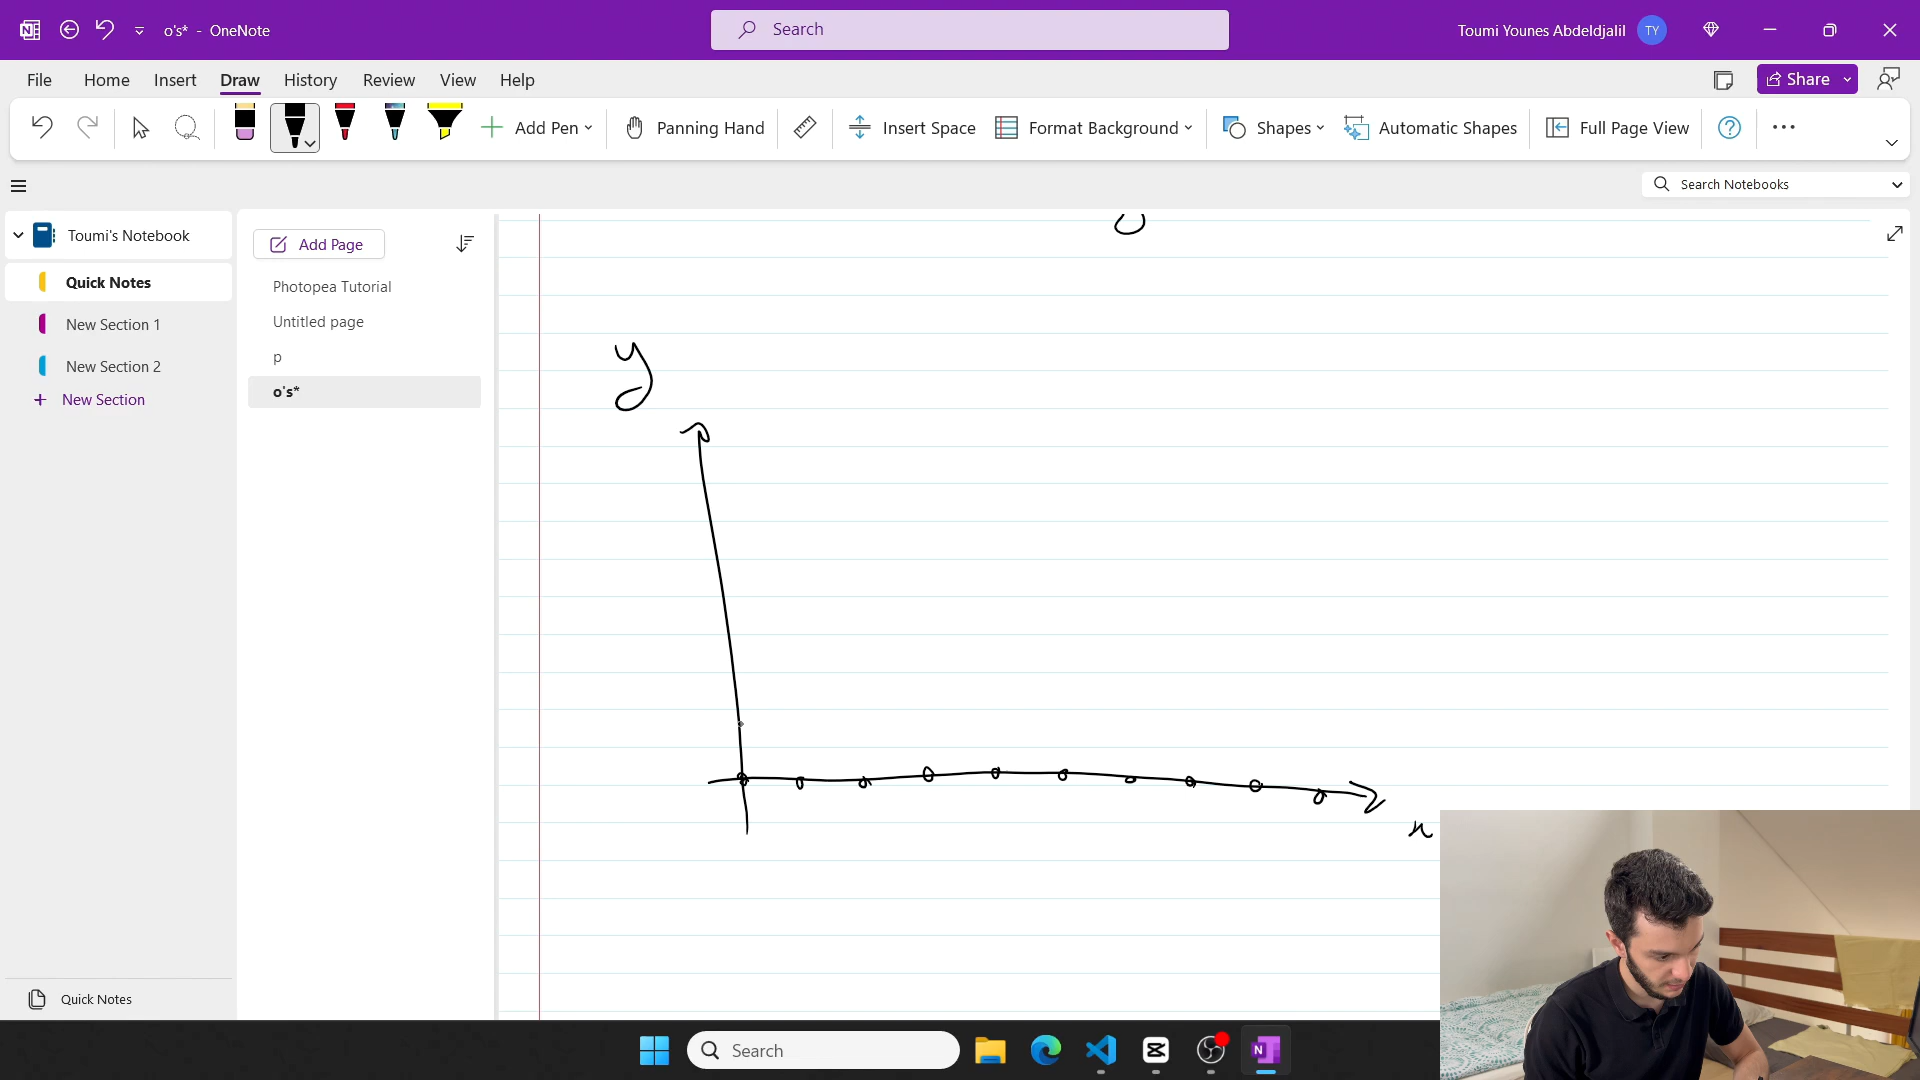 o's* - OneNote
Search
Toumi Younes Abdeldjalil
TY
File Home Insert Draw History Review View Help
Share
Add Pen
Panning Hand
Insert Space
Format Background
Shapes
Automatic Shapes
Full Page View
Search Notebooks
Toumi's Notebook
Quick Notes
New Section 1
New Section 2
+ New Section
Add Page
Photopea Tutorial
Untitled page
p
o's*
y
x
Quick Notes
Search